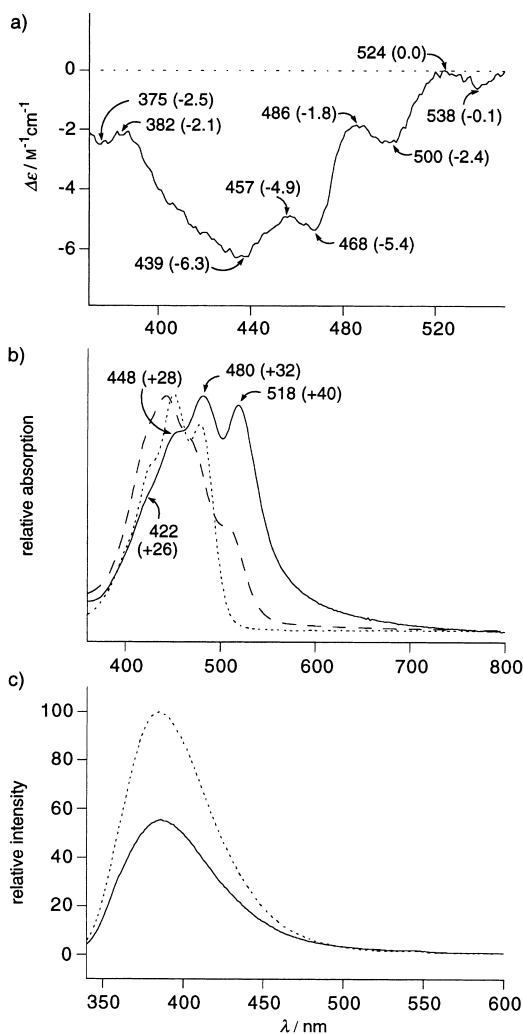 a)
524 (0.0)
0
375 (-2.5)
382 (-2.1)
486 (-1.8)
538 (-0.1)
-2
500 (-2.4)
Δε / M⁻¹cm⁻¹
-4
457 (-4.9)
-6
439 (-6.3)
468 (-5.4)
400 440 480 520
b)
448 (+28)
480 (+32)
518 (+40)
relative absorption
422
(+26)
400 500 600 700 800
c)
100
80
60
40
20
0
relative intensity
350 400 450 500 550 600
λ / nm